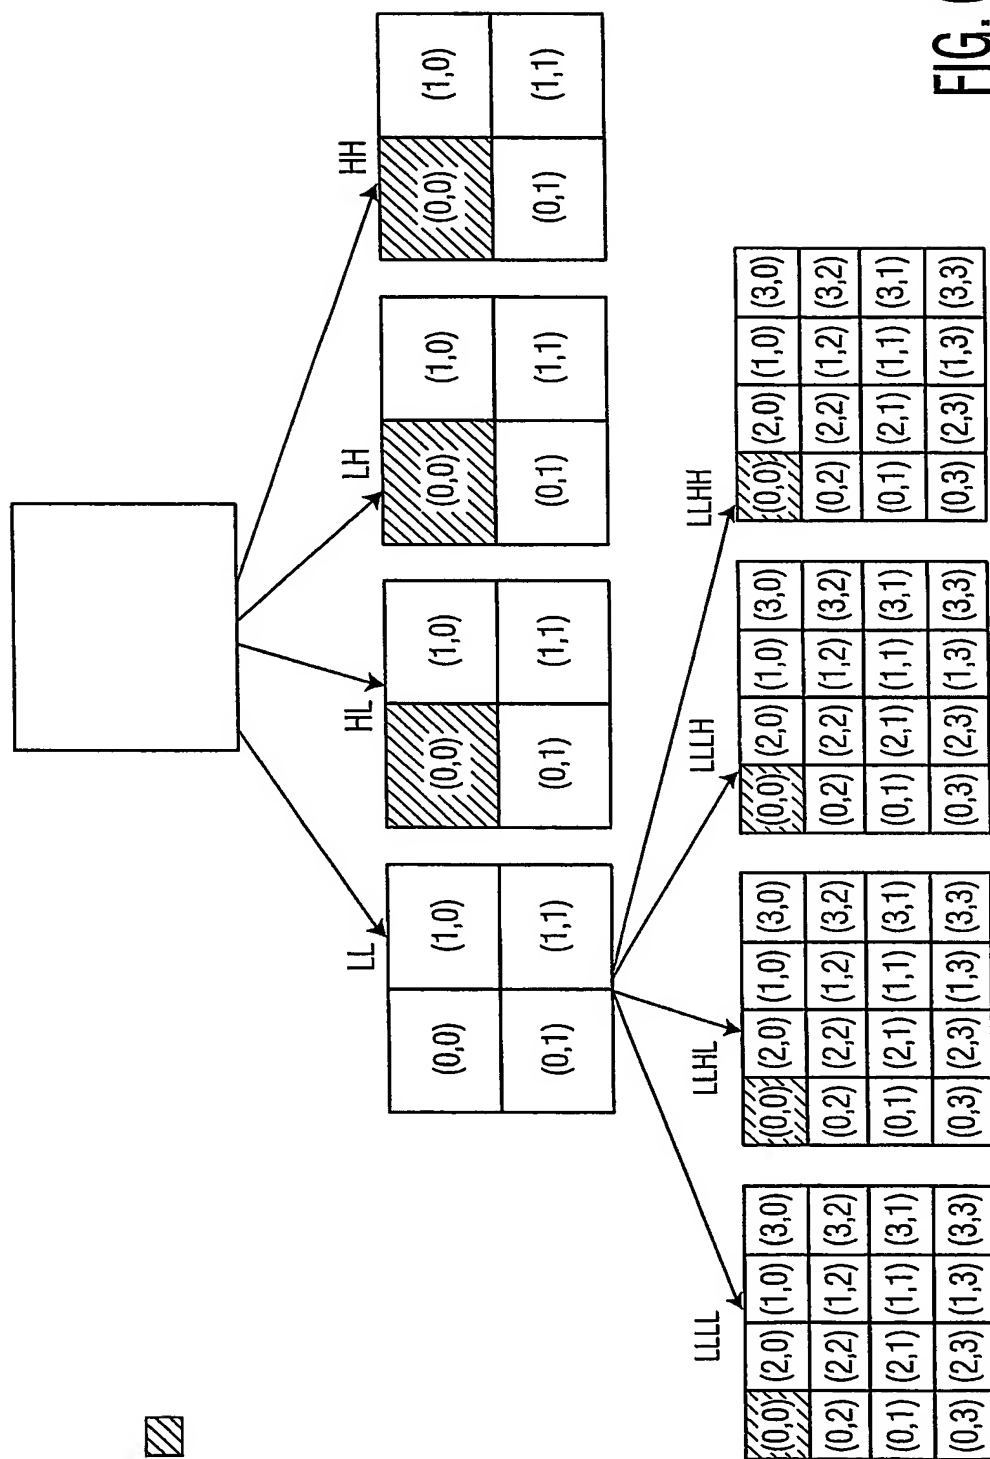 LL HL LH HH
(0,0) (1,0) (0,0) (1,0) (0,0) (1,0) (0,0) (1,0)
(0,1) (1,1) (0,1) (1,1) (0,1) (1,1) (0,1) (1,1)
LLLL LLHL LLLH LLHH
(0,0) (2,0) (1,0) (3,0) (0,0) (2,0) (1,0) (3,0) (0,0) (2,0) (1,0) (3,0) (0,0) (2,0) (1,0) (3,0)
(0,2) (2,2) (1,2) (3,2) (0,2) (2,2) (1,2) (3,2) (0,2) (2,2) (1,2) (3,2) (0,2) (2,2) (1,2) (3,2)
(0,1) (2,1) (1,1) (3,1) (0,1) (2,1) (1,1) (3,1) (0,1) (2,1) (1,1) (3,1) (0,1) (2,1) (1,1) (3,1)
(0,3) (2,3) (1,3) (3,3) (0,3) (2,3) (1,3) (3,3) (0,3) (2,3) (1,3) (3,3) (0,3) (2,3) (1,3) (3,3)
FIG.